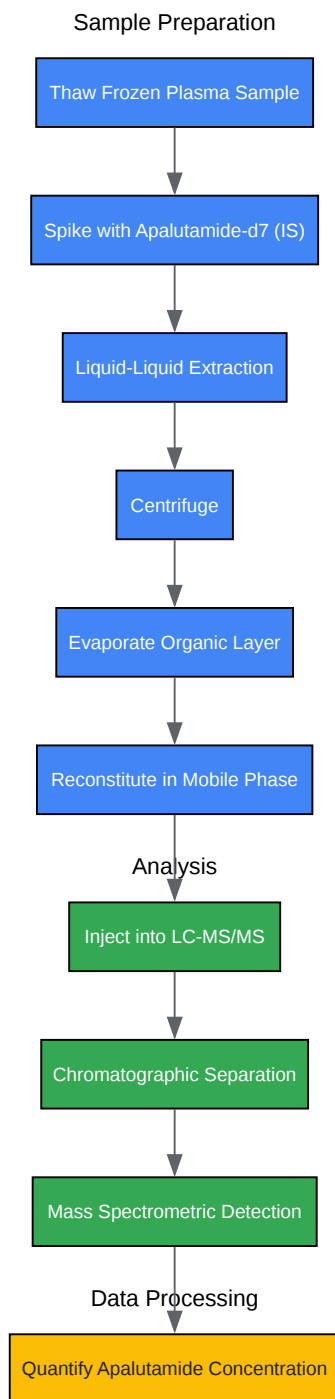 Sample Preparation
Thaw Frozen Plasma Sample
Spike with Apalutamide-d7 (IS)
Liquid-Liquid Extraction
Centrifuge
Evaporate Organic Layer
Reconstitute in Mobile Phase
Analysis
Inject into LC-MS/MS
Chromatographic Separation
Mass Spectrometric Detection
Data Processing
Quantify Apalutamide Concentration